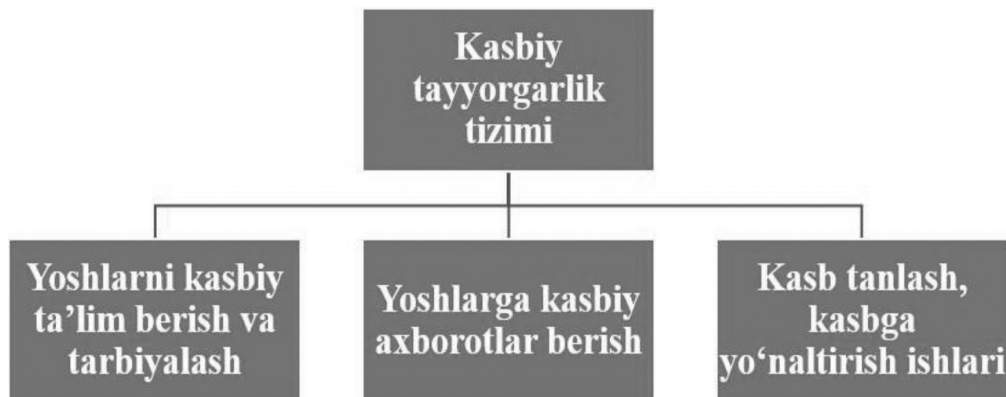 Kasbiy
tayyorgarlik
tizimi
Yoshlarni kasbiy
ta’lim berish va
tarbiyalash
Yoshlarga kasbiy
axborotlar berish
Kasb tanlash,
kasbga
yo‘naltirish ishlari